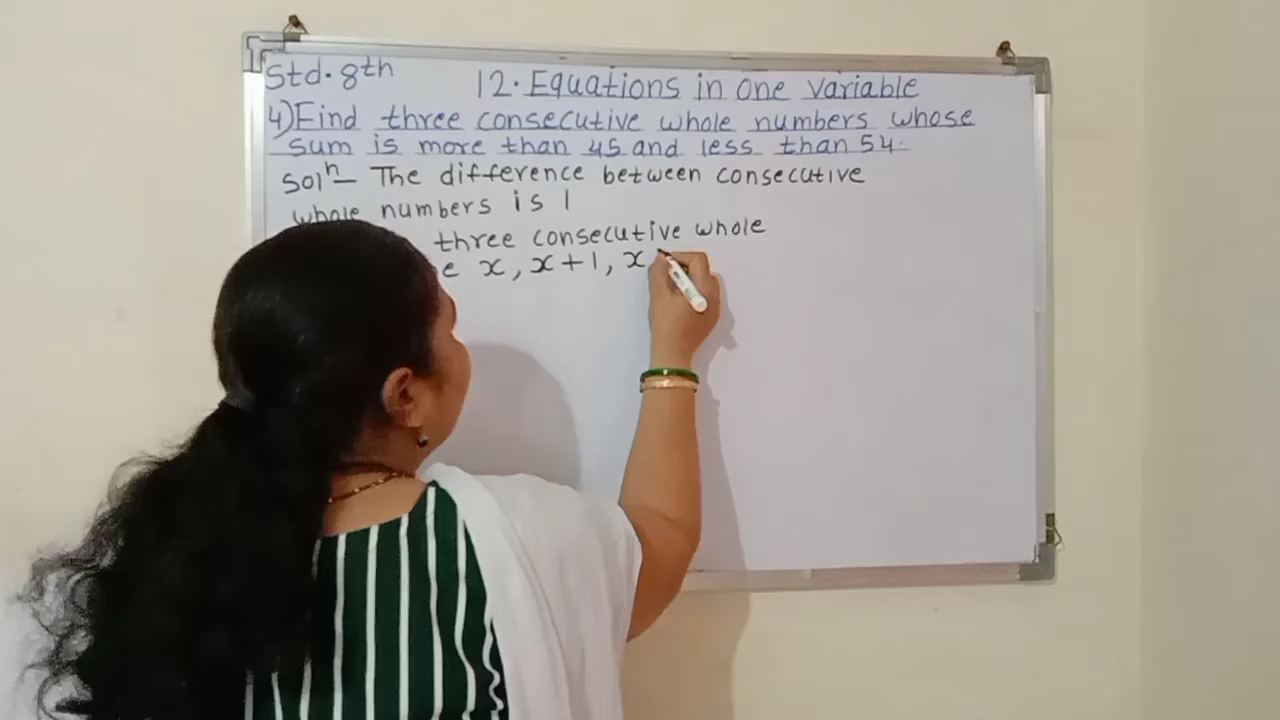 Std. 8th
12. Equations in one variable
4) Find three consecutive whole numbers whose
sum is more than 45 and less than 54.
Solⁿ- The difference between consecutive
whole numbers is 1
three consecutive whole
e x, x+1, x